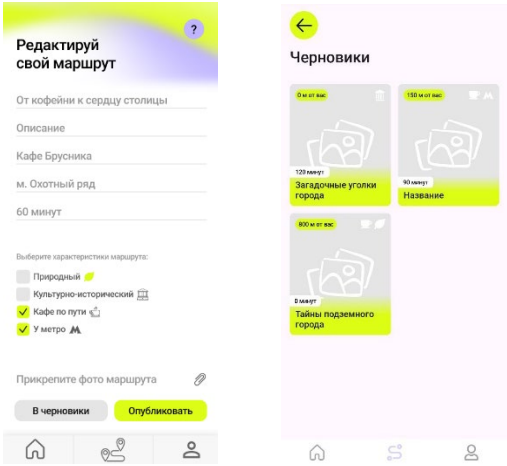 ?
Редактируй
свой маршрут
От кофейни к сердцу столицы
Описание
Кафе Брусника
м. Охотный ряд
60 минут
Выберите характеристики маршрута:
Природный
Культурно-исторический
Кафе по пути
У метро
Прикрепите фото маршрута
В черновики
Опубликовать
Черновики
0 м от вас
120 минут
Загадочные уголки
города
150 м от вас
90 минут
Название
800 м от вас
0 минут
Тайны подземного
города